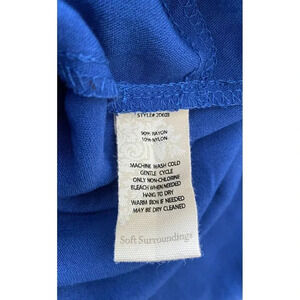 STYLE# 2D02B
90% RAYON
10% NYLON
MACHINE WASH COLD
GENTLE CYCLE
ONLY NON-CHLORINE
BLEACH WHEN NEEDED
HANG TO DRY
WARM IRON IF NEEDED
MAY BE DRY CLEANED
Soft Surroundings